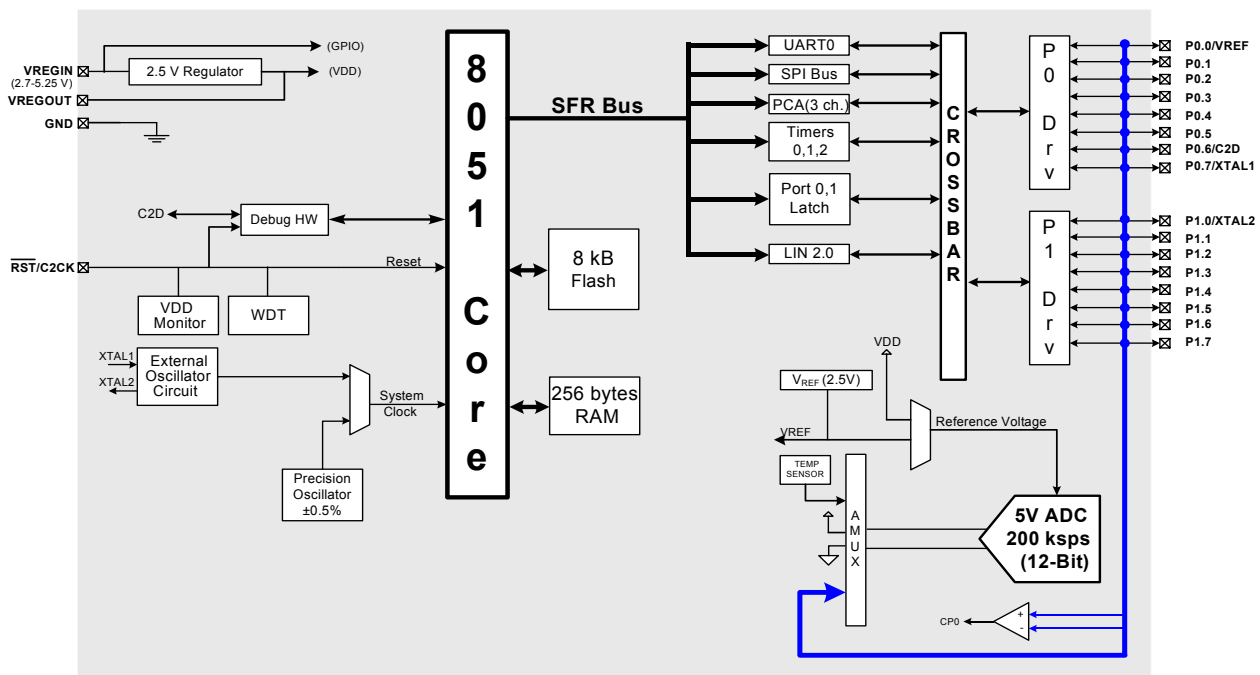 VREGIN
(2.7-5.25 V)
VREGOUT
GND
2.5 V Regulator
(GPIO)
(VDD)
C2D
Debug HW
RST/C2CK
Reset
VDD
Monitor
WDT
XTAL1
XTAL2
External
Oscillator
Circuit
System
Clock
Precision
Oscillator
±0.5%
8
0
5
1
C
o
r
e
8 kB
Flash
256 bytes
RAM
SFR Bus
UART0
SPI Bus
PCA(3 ch.)
Timers
0,1,2
Port 0,1
Latch
LIN 2.0
C
R
O
S
S
B
A
R
P
0
D
r
v
P
1
D
r
v
P0.0/VREF
P0.1
P0.2
P0.3
P0.4
P0.5
P0.6/C2D
P0.7/XTAL1
P1.0/XTAL2
P1.1
P1.2
P1.3
P1.4
P1.5
P1.6
P1.7
VDD
VREF (2.5V)
VREF
Reference Voltage
TEMP
SENSOR
A
M
U
X
5V ADC
200 ksps
(12-Bit)
CP0
+
-